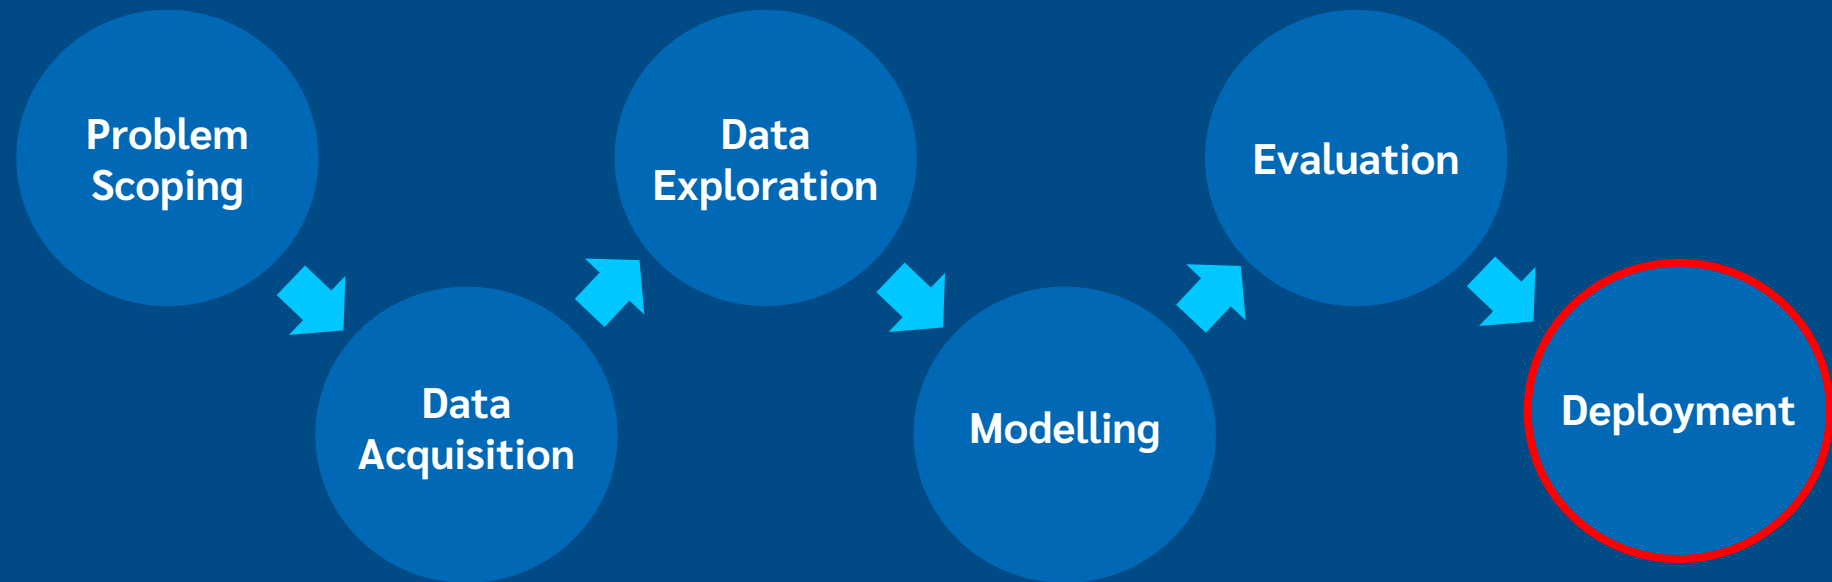 Problem
Scoping
Data
Acquisition
Data
Exploration
Modelling
Evaluation
Deployment